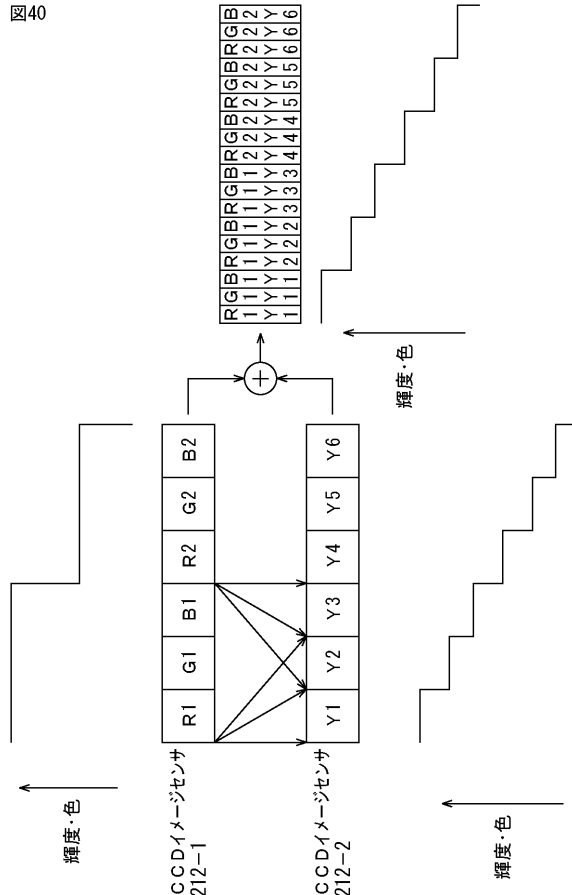 図40
輝度・色
CCDイメージセンサ
212-1
R1 G1 B1 R2 G2 B2
CCDイメージセンサ
212-2
Y1 Y2 Y3 Y4 Y5 Y6
輝度・色
+
R G B R G B R G B R G B R G B R G B
1 1 1 1 1 1 1 1 1 2 2 2 2 2 2 2 2 2
Y Y Y Y Y Y Y Y Y Y Y Y Y Y Y Y Y Y
1 1 1 2 2 2 3 3 3 4 4 4 5 5 5 6 6 6
輝度・色